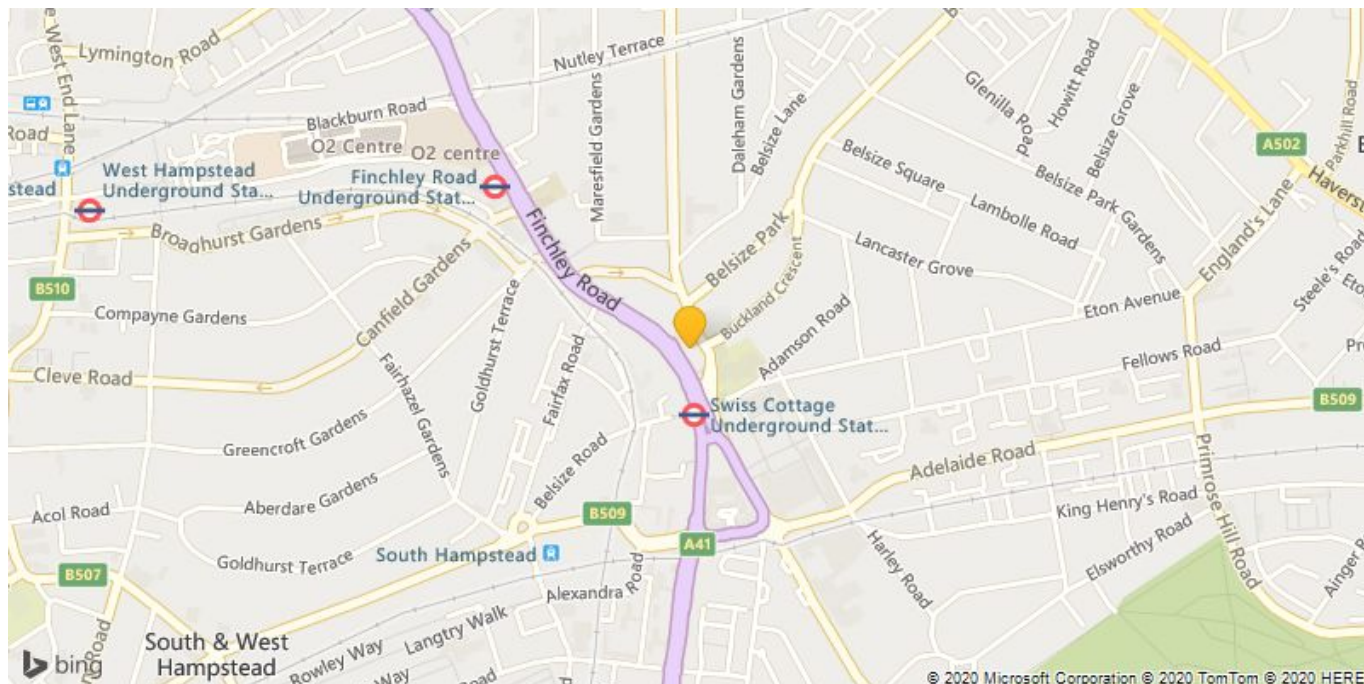 Lymington Road
West End Lane
Nutley Terrace
Blackburn Road
O2 Centre
O2 centre
Maresfield Gardens
Daleham Gardens
Belsize Lane
Glenilla Road
Howitt Road
Belsize Grove
Parkhill Road
A502
Road
West Hampstead
Underground Sta...
stead
Finchley Road
Underground Stat...
Belsize Square
Lambolle Road
Belsize Park Gardens
England's Lane
Broadhurst Gardens
Finchley Road
Belsize Park
Lancaster Grove
Steele's Road
B510
Compayne Gardens
Canfield Gardens
Goldhurst Terrace
Buckland Crescent
Adamson Road
Eton Avenue
Fellows Road
Cleve Road
Fairhazel Gardens
Fairfax Road
Swiss Cottage
Underground Stat...
B509
Greencroft Gardens
Belsize Road
Adelaide Road
Primrose Hill Road
Aberdare Gardens
Acol Road
B509
King Henry's Road
Goldhurst Terrace
South Hampstead
A41
Harley Road
Elsworthy Road
B507
Alexandra Road
Langtry Walk
Rowley Way
South & West
Hampstead
bing
© 2020 Microsoft Corporation © 2020 TomTom © 2020 HERE